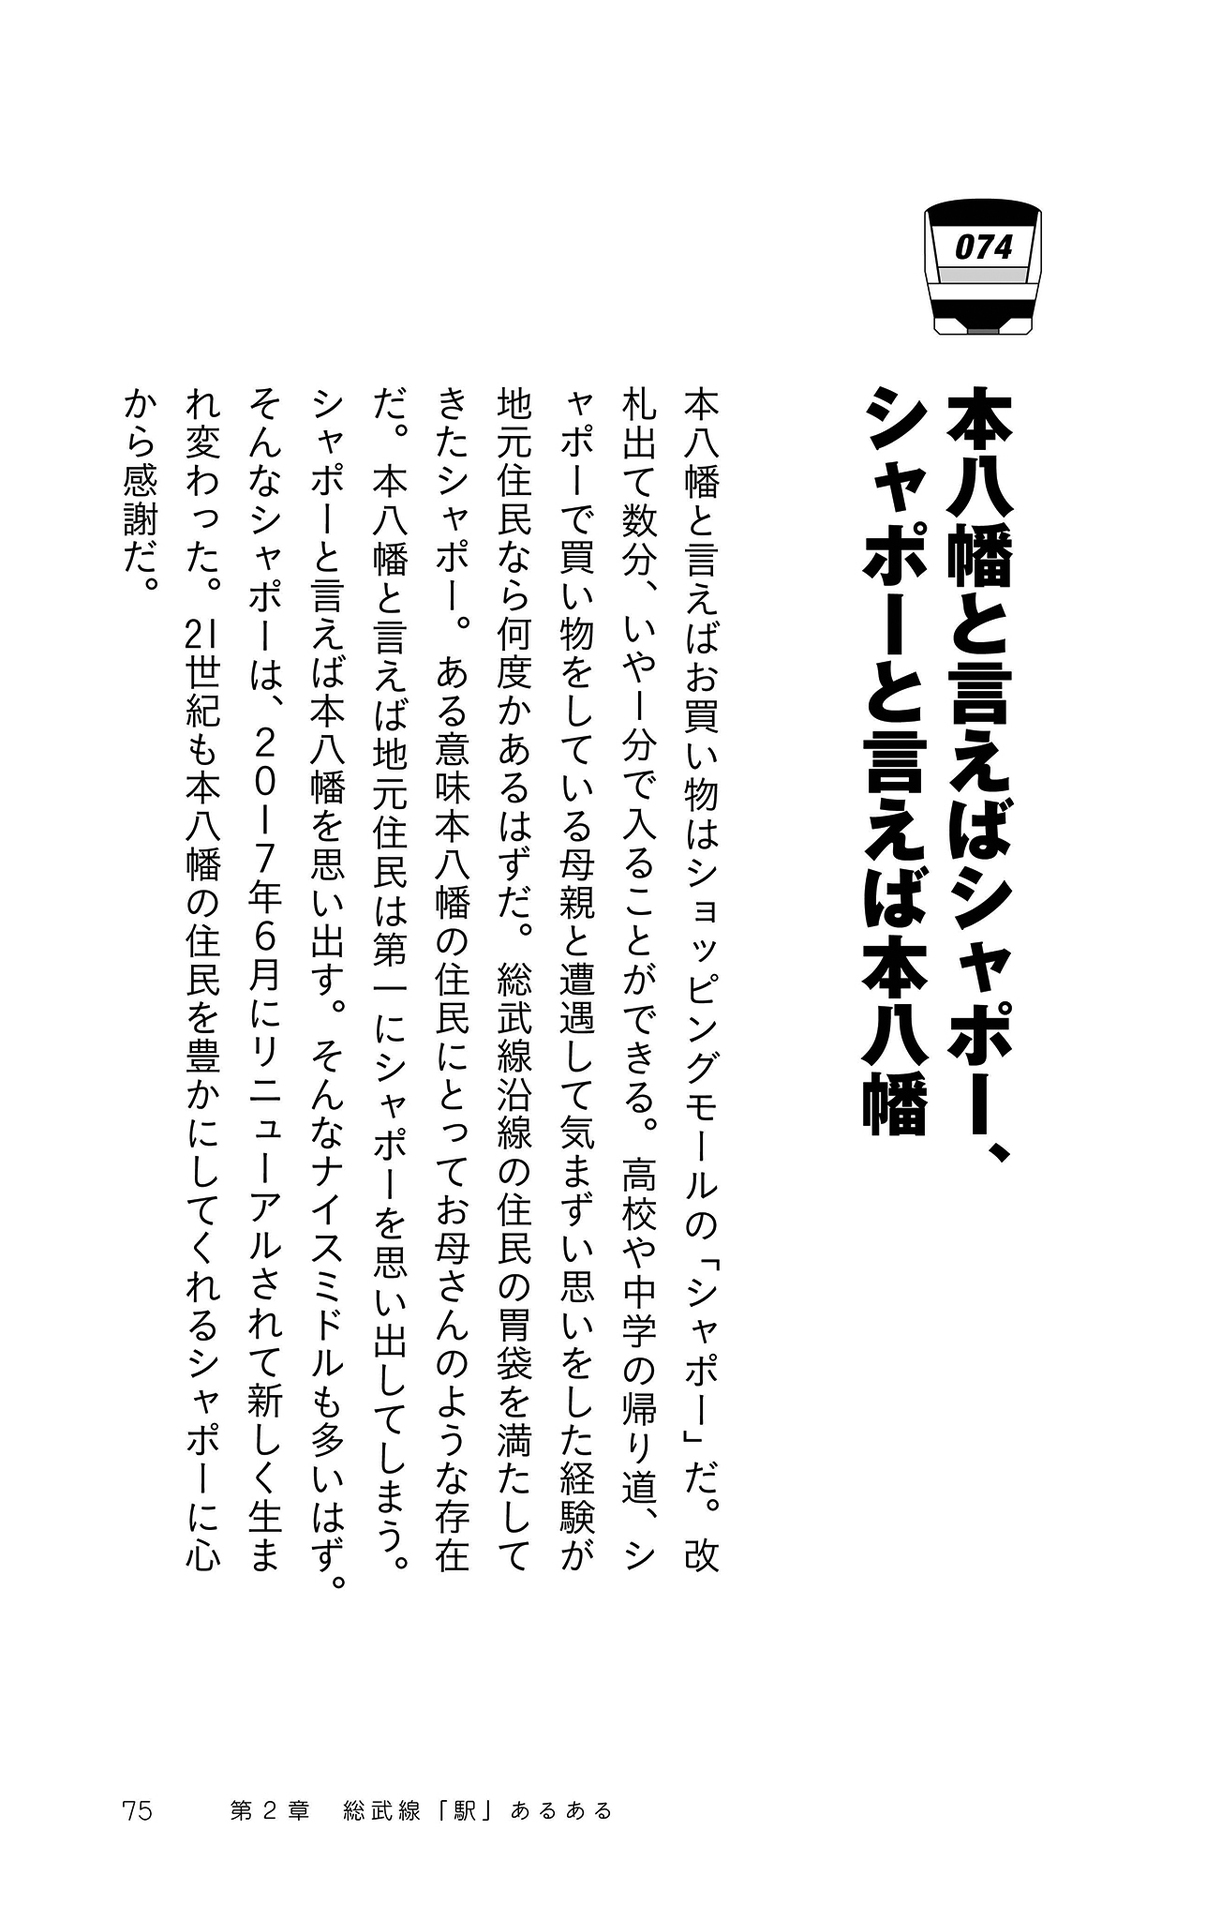 074
本八幡と言えばシャポー、
シャポーと言えば本八幡
本八幡と言えばお買い物はショッピングモールの「シャポー」だ。改
札出て数分、いや一分で入ることができる。高校や中学の帰り道、シ
ャポーで買い物をしている母親と遭遇して気まずい思いをした経験が
地元住民なら何度かあるはずだ。総武線沿線の住民の胃袋を満たして
きたシャポー。ある意味本八幡の住民にとってお母さんのような存在
だ。本八幡と言えば地元住民は第一にシャポーを思い出してしまう。
シャポーと言えば本八幡を思い出す。そんなナイスミドルも多いはず。
そんなシャポーは、2017年6月にリニューアルされて新しく生ま
れ変わった。21世紀も本八幡の住民を豊かにしてくれるシャポーに心
から感謝だ。
75　第2章　総武線「駅」あるある